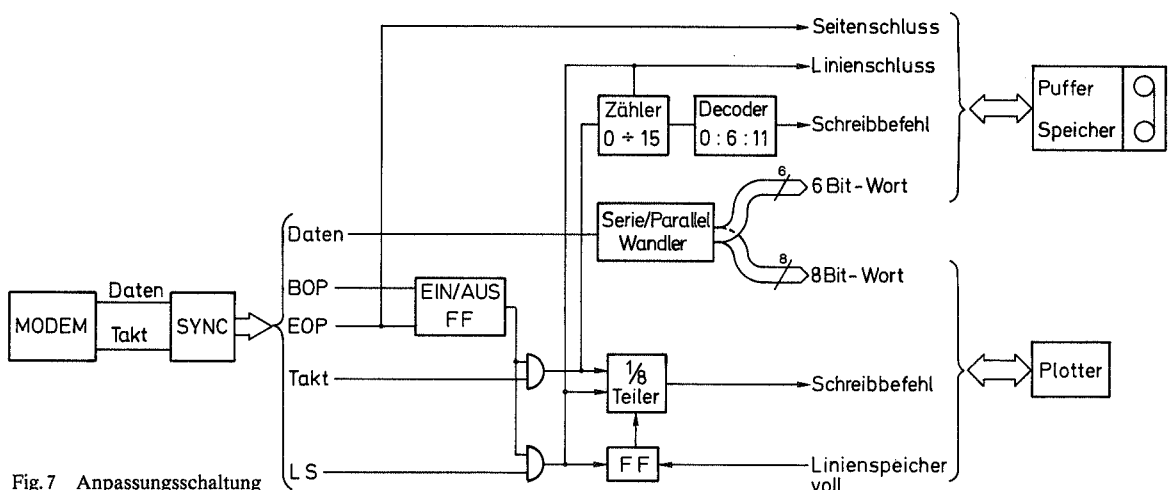 Seitenschluss
Linienschluss
Zähler
0 ÷ 15
Decoder
0 : 6 : 11
Schreibbefehl
Puffer
Speicher
6
6 Bit-Wort
Serie/Parallel
Wandler
8
8 Bit-Wort
Daten
BOP
EOP
Takt
LS
EIN/AUS
FF
MODEM
Daten
Takt
SYNC
1/8
Teiler
Schreibbefehl
Plotter
FF
Linienspeicher
voll
Fig. 7 Anpassungsschaltung